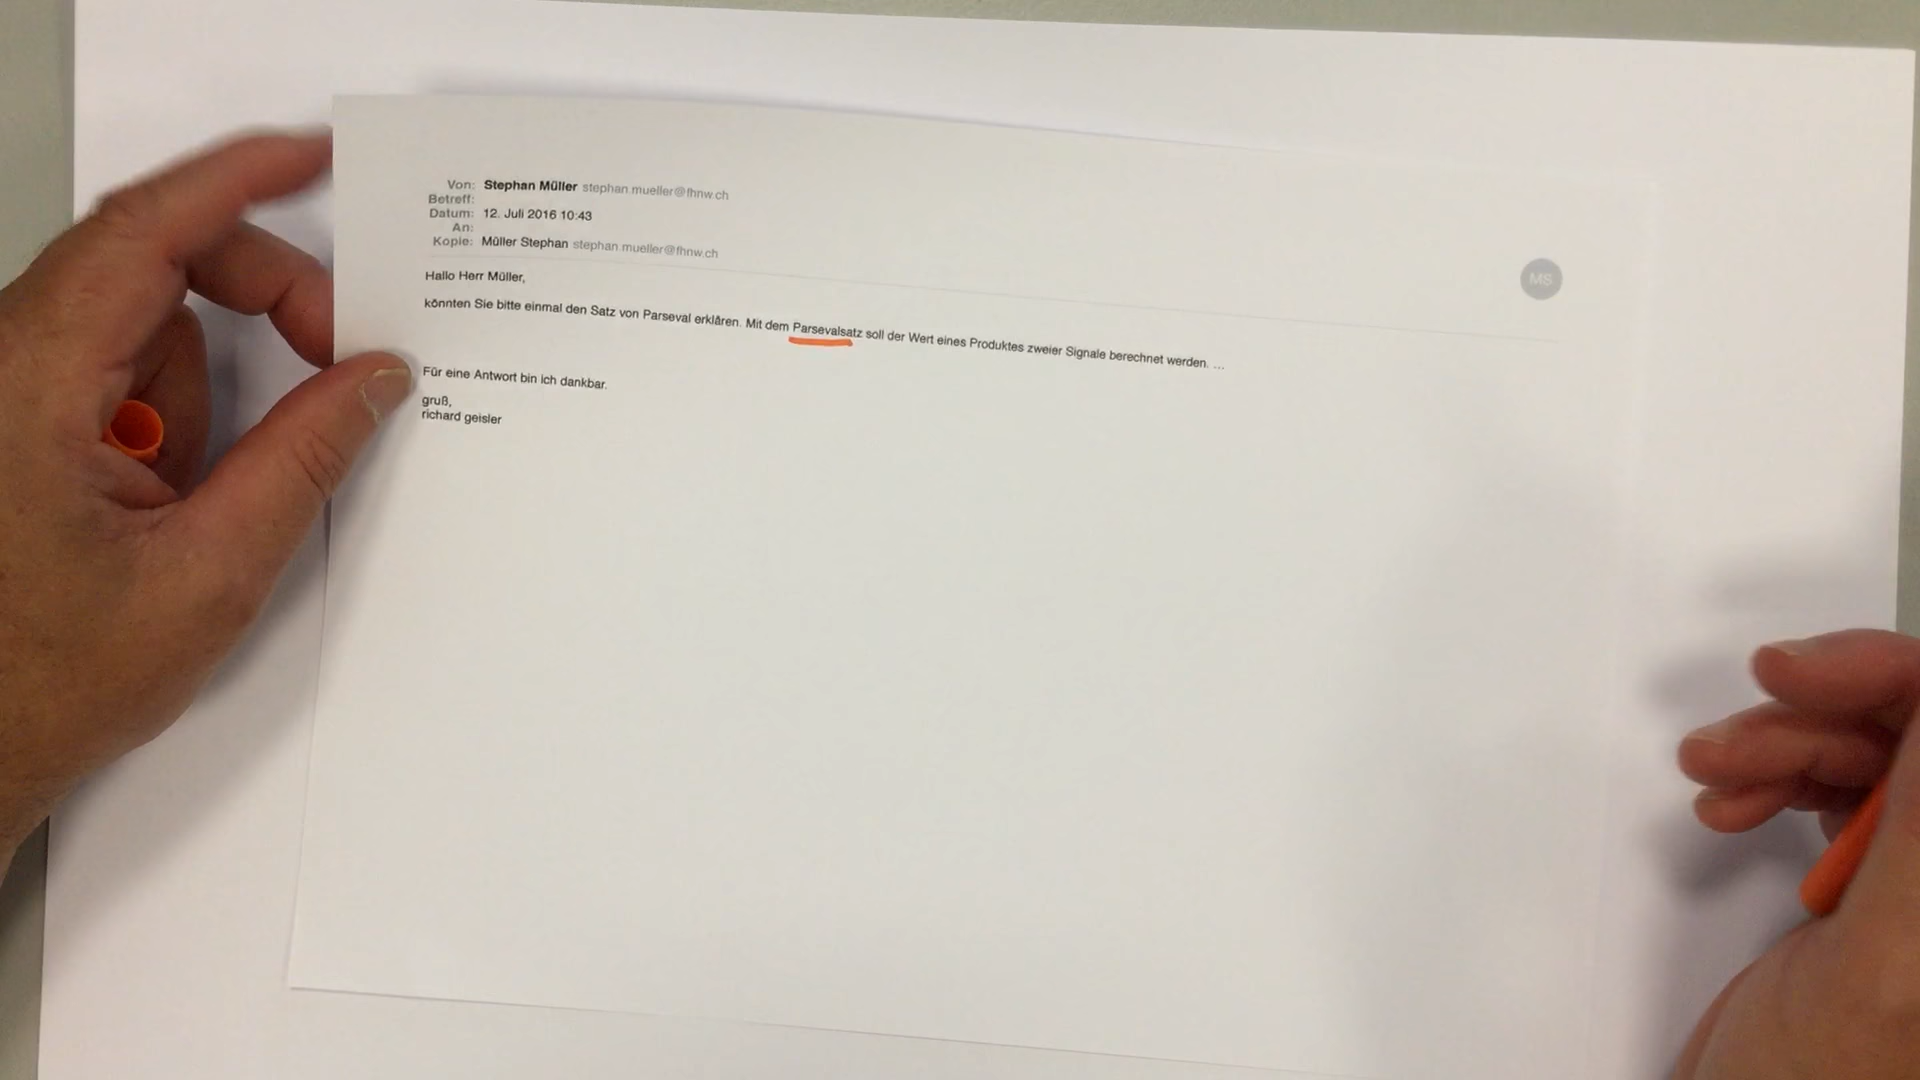 Von: Stephan Müller stephan.mueller@fhnw.ch
Betreff:
Datum: 12. Juli 2016 10:43
An:
Kopie: Müller Stephan stephan.mueller@fhnw.ch
MS
Hallo Herr Müller,
könnten Sie bitte einmal den Satz von Parseval erklären. Mit dem Parsevalsatz soll der Wert eines Produktes zweier Signale berechnet werden. ...
Für eine Antwort bin ich dankbar.
gruß,
richard geisler